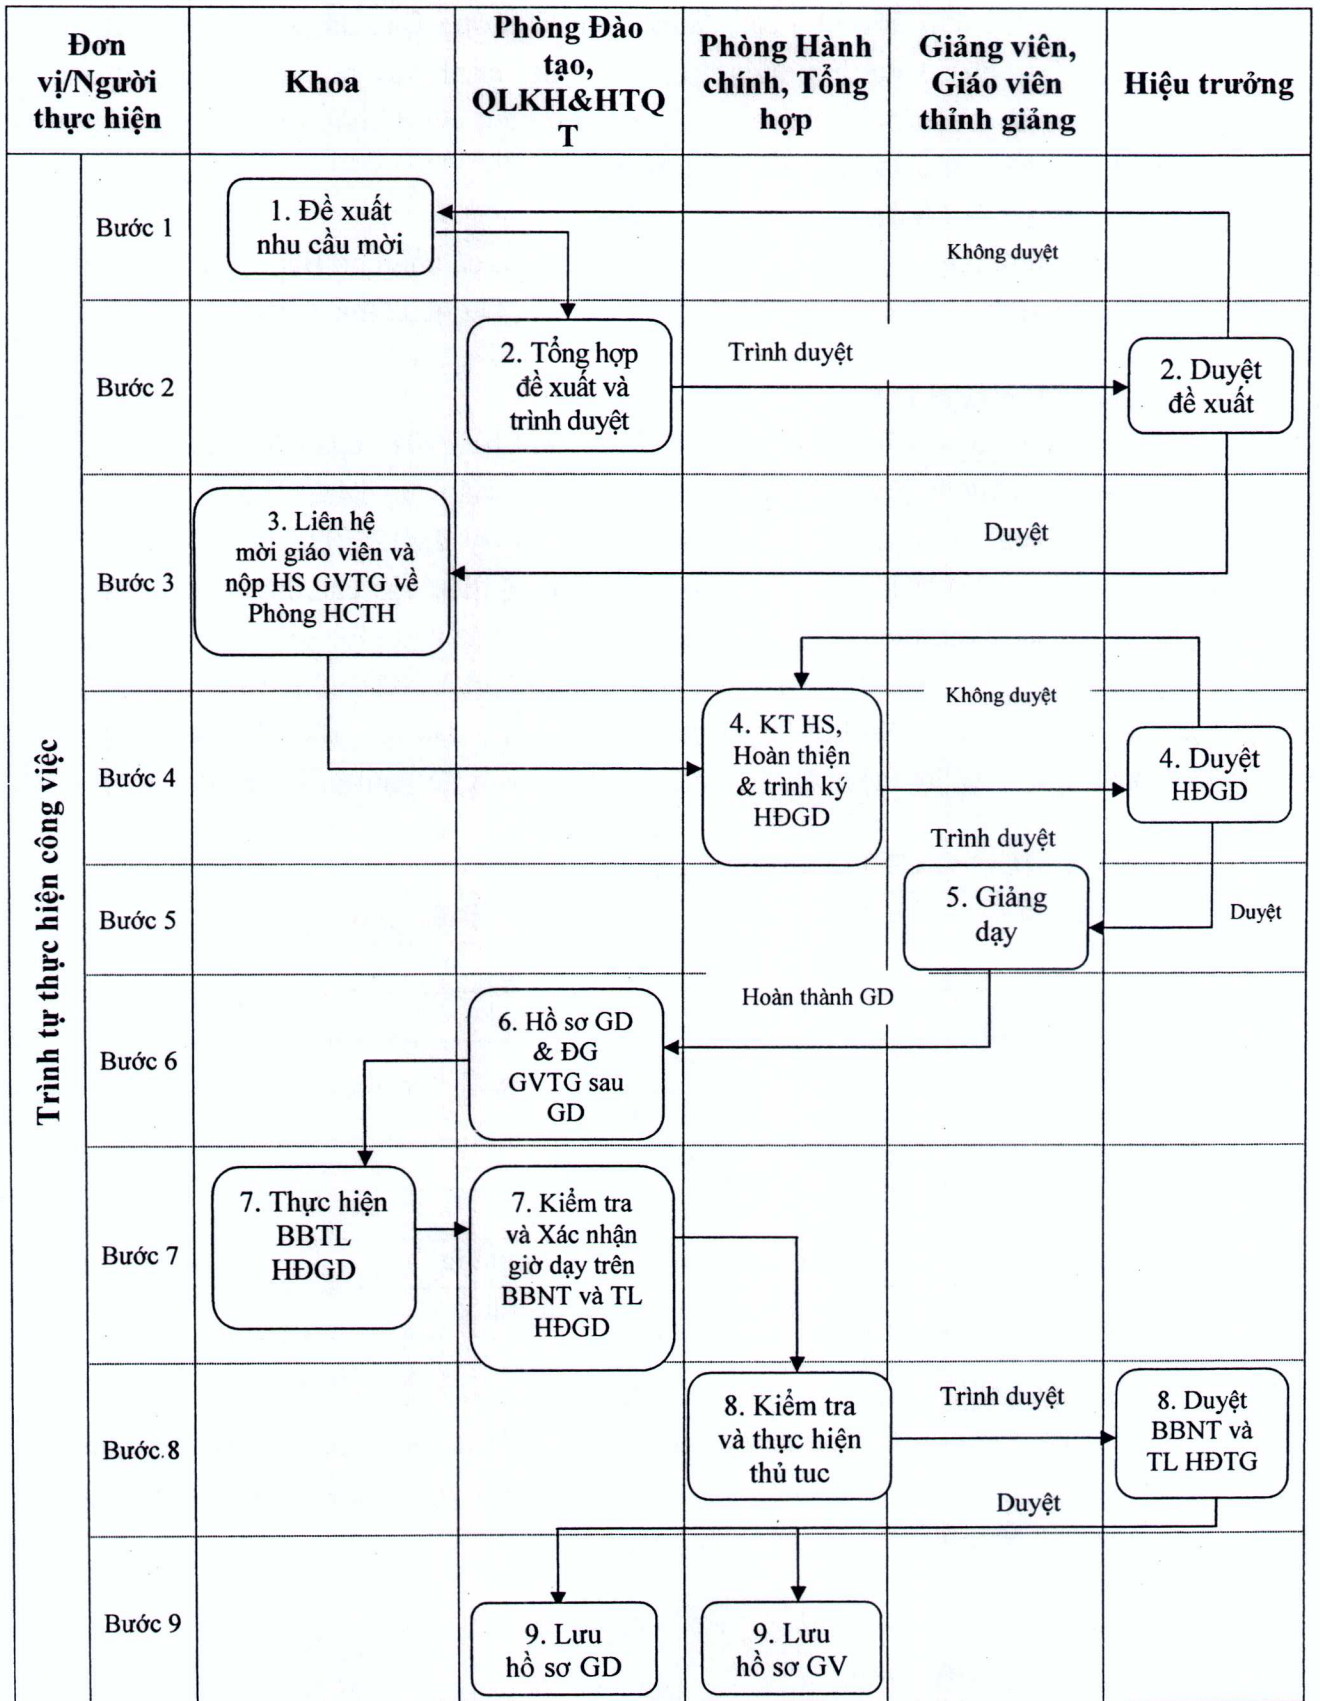 Đơn
vị/Người
thực hiện
Khoa
Phòng Đào
tạo,
QLKH&HTQ
T
Phòng Hành
chính, Tổng
hợp
Giảng viên,
Giáo viên
thỉnh giảng
Hiệu trưởng
Trình tự thực hiện công việc
Bước 1
1. Đề xuất
nhu cầu mời
Không duyệt
Bước 2
2. Tổng hợp
đề xuất và
trình duyệt
Trình duyệt
2. Duyệt
đề xuất
Bước 3
3. Liên hệ
mời giáo viên và
nộp HS GVTG về
Phòng HCTH
Duyệt
Bước 4
4. KT HS,
Hoàn thiện
& trình ký
HĐGD
Không duyệt
Trình duyệt
4. Duyệt
HĐGD
Bước 5
5. Giảng
dạy
Duyệt
Bước 6
6. Hồ sơ GD
& ĐG
GVTG sau
GD
Hoàn thành GD
Bước 7
7. Thực hiện
BBTL
HĐGD
7. Kiểm tra
và Xác nhận
giờ dạy trên
BBNT và TL
HĐGD
Bước 8
8. Kiểm tra
và thực hiện
thủ tuc
Trình duyệt
8. Duyệt
BBNT và
TL HĐTG
Duyệt
Bước 9
9. Lưu
hồ sơ GD
9. Lưu
hồ sơ GV